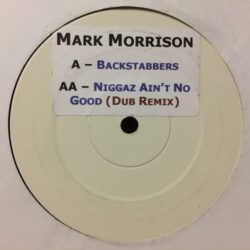 MARK MORRISON
A – BACKSTABBERS
AA – NIGGAZ AIN'T NO
GOOD (DUB REMIX)